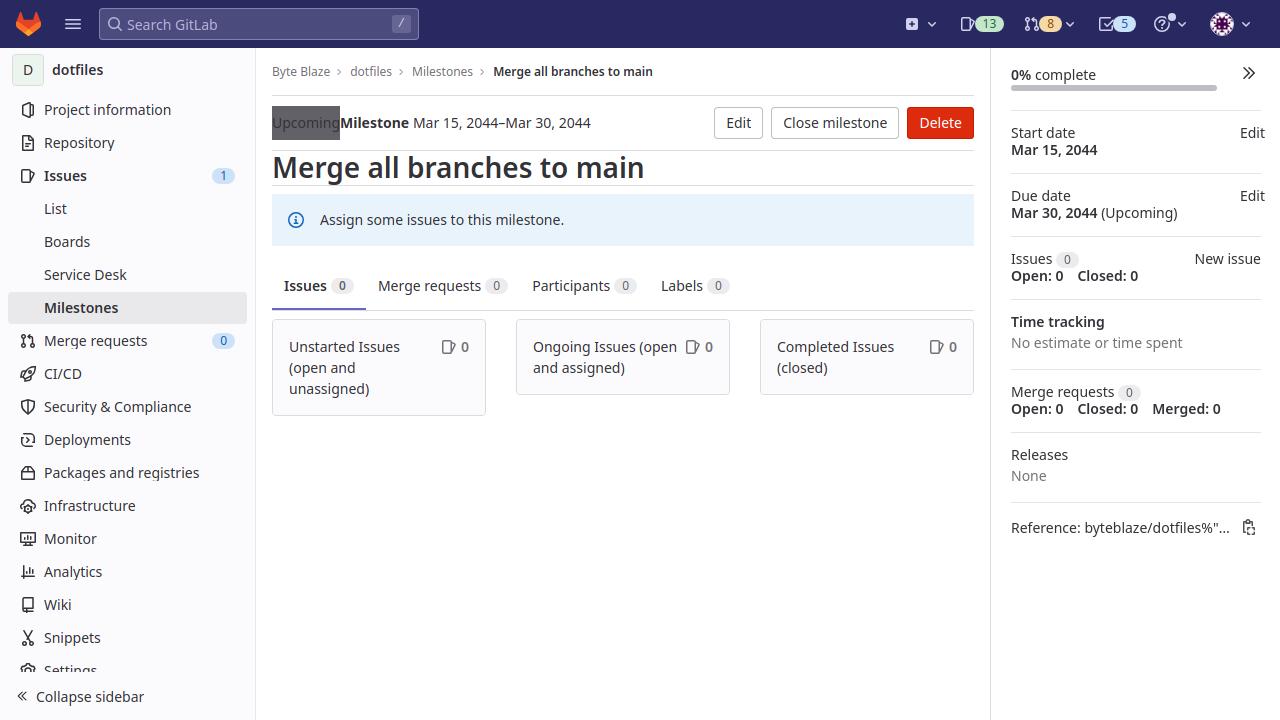 Search GitLab
/
13
8
5
D
dotfiles
Project information
Repository
Issues
1
List
Boards
Service Desk
Milestones
Merge requests
0
CI/CD
Security & Compliance
Deployments
Packages and registries
Infrastructure
Monitor
Analytics
Wiki
Snippets
Settings
Collapse sidebar
Byte Blaze
dotfiles
Milestones
Merge all branches to main
Upcoming Milestone Mar 15, 2044–Mar 30, 2044
Edit
Close milestone
Delete
Merge all branches to main
Assign some issues to this milestone.
Issues 0
Merge requests 0
Participants 0
Labels 0
Unstarted Issues
(open and
unassigned)
0
Ongoing Issues (open
and assigned)
0
Completed Issues
(closed)
0
0% complete
Start date
Edit
Mar 15, 2044
Due date
Edit
Mar 30, 2044 (Upcoming)
Issues 0
New issue
Open: 0 Closed: 0
Time tracking
No estimate or time spent
Merge requests 0
Open: 0 Closed: 0 Merged: 0
Releases
None
Reference: byteblaze/dotfiles%"...